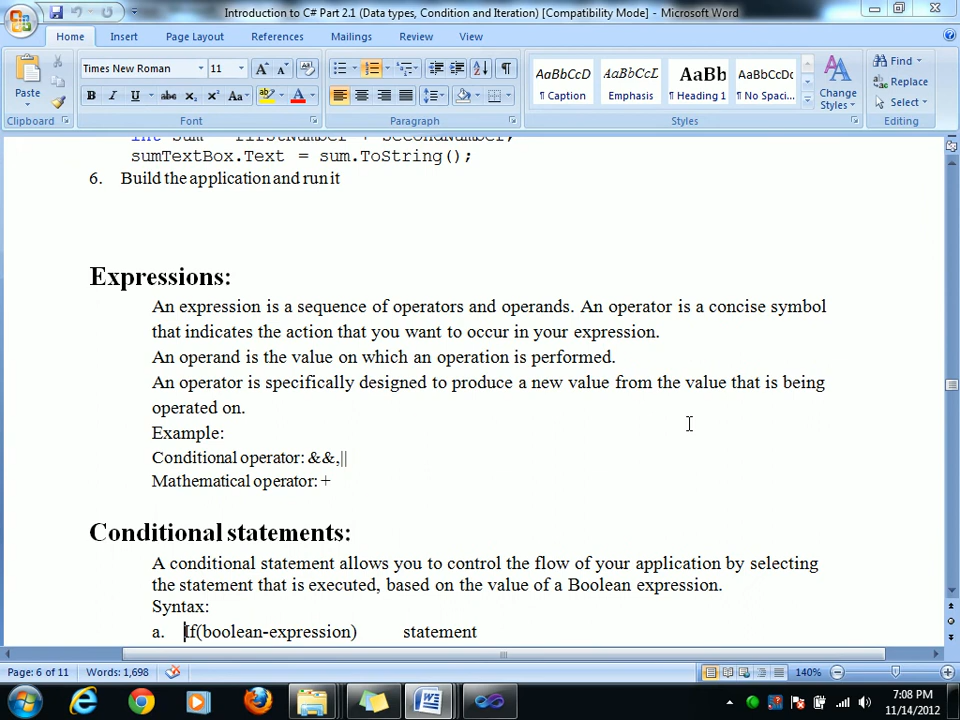 Introduction to C# Part 2.1 (Data types, Condition and Iteration) [Compatibility Mode] - Microsoft Word
Home Insert Page Layout References Mailings Review View
Paste
Clipboard
Times New Roman 11
B I U abc X₂ X² Aa
Font
Paragraph
AaBbCcD AaBbCcL AaBb AaBbCcDc
¶ Caption Emphasis ¶ Heading 1 ¶ No Spaci...
Change Styles
Styles
Find
Replace
Select
Editing
sumTextBox.Text = sum.ToString();
6. Build the application and run it
Expressions:
An expression is a sequence of operators and operands. An operator is a concise symbol
that indicates the action that you want to occur in your expression.
An operand is the value on which an operation is performed.
An operator is specifically designed to produce a new value from the value that is being
operated on.
Example:
Conditional operator: &&,||
Mathematical operator: +
Conditional statements:
A conditional statement allows you to control the flow of your application by selecting
the statement that is executed, based on the value of a Boolean expression.
Syntax:
a. If(boolean-expression) statement
Page: 6 of 11 Words: 1,698 140%
7:08 PM
11/14/2012